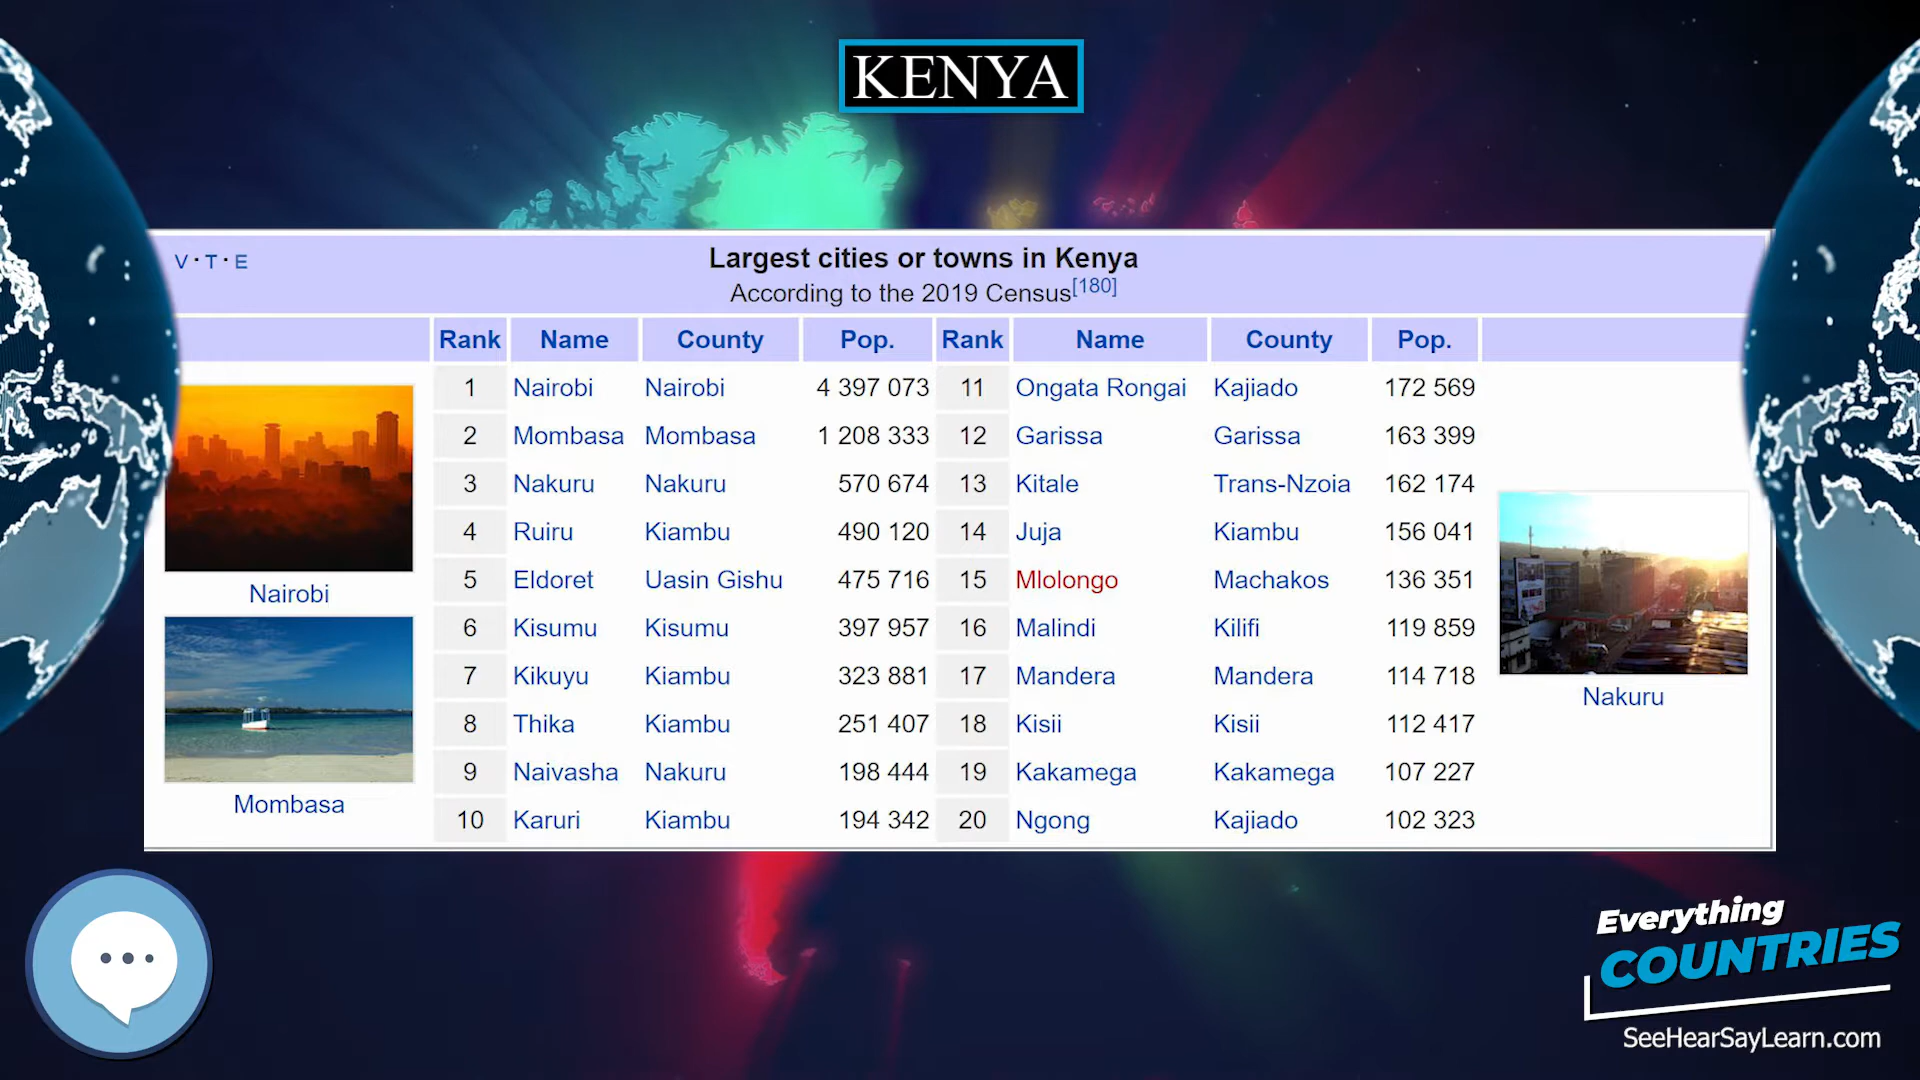 KENYA
V · T · E
Largest cities or towns in Kenya
According to the 2019 Census[180]
Rank Name County Pop. Rank Name County Pop.
1 Nairobi Nairobi 4 397 073 11 Ongata Rongai Kajiado 172 569
2 Mombasa Mombasa 1 208 333 12 Garissa Garissa 163 399
3 Nakuru Nakuru 570 674 13 Kitale Trans-Nzoia 162 174
4 Ruiru Kiambu 490 120 14 Juja Kiambu 156 041
5 Eldoret Uasin Gishu 475 716 15 Mlolongo Machakos 136 351
6 Kisumu Kisumu 397 957 16 Malindi Kilifi 119 859
7 Kikuyu Kiambu 323 881 17 Mandera Mandera 114 718
8 Thika Kiambu 251 407 18 Kisii Kisii 112 417
9 Naivasha Nakuru 198 444 19 Kakamega Kakamega 107 227
10 Karuri Kiambu 194 342 20 Ngong Kajiado 102 323
Nairobi
Mombasa
Nakuru
Everything
COUNTRIES
SeeHearSayLearn.com